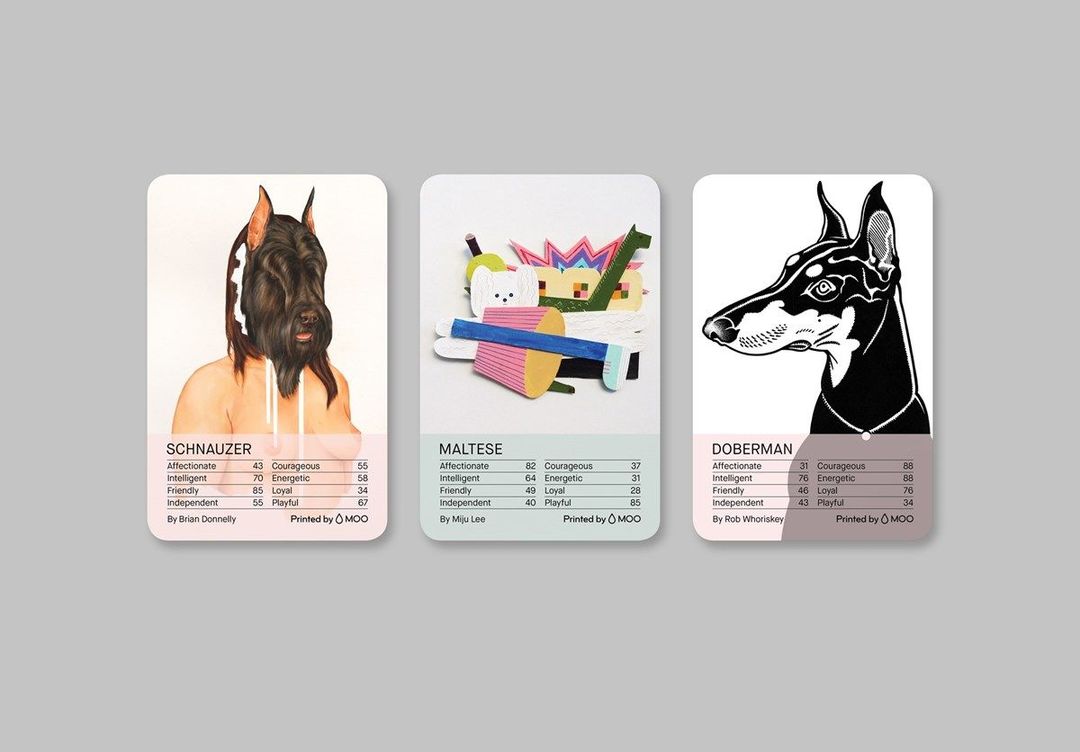 SCHNAUZER
Affectionate 43 Courageous 55
Intelligent 70 Energetic 58
Friendly 85 Loyal 34
Independent 55 Playful 67
By Brian Donnelly Printed by MOO
MALTESE
Affectionate 82 Courageous 37
Intelligent 64 Energetic 31
Friendly 49 Loyal 28
Independent 40 Playful 85
By Miju Lee Printed by MOO
DOBERMAN
Affectionate 31 Courageous 88
Intelligent 76 Energetic 88
Friendly 46 Loyal 76
Independent 43 Playful 34
By Rob Whoriskey Printed by MOO